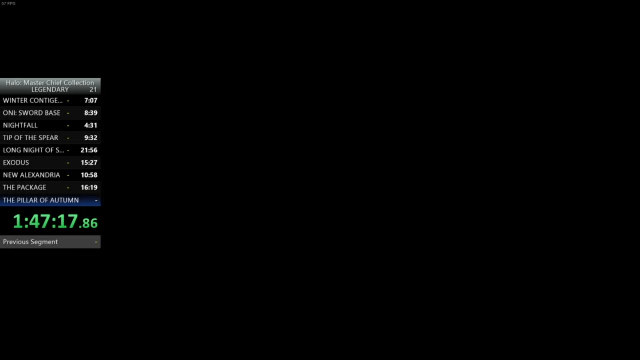 37 FPS
Halo: Master Chief Collection
LEGENDARY 21
WINTER CONTIGE... - 7:07
ONI: SWORD BASE - 8:39
NIGHTFALL - 4:31
TIP OF THE SPEAR - 9:32
LONG NIGHT OF S... - 21:56
EXODUS - 15:27
NEW ALEXANDRIA - 10:58
THE PACKAGE - 16:19
THE PILLAR OF AUTUMN -
1:47:17.86
Previous Segment -